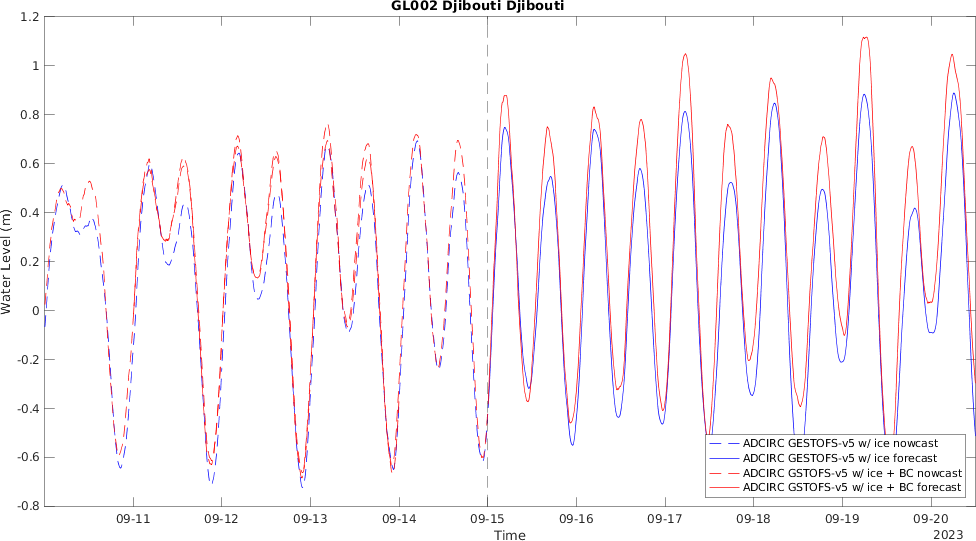 GL002 Djibouti Djibouti
Water Level (m)
1.2
1
0.8
0.6
0.4
0.2
0
-0.2
-0.4
-0.6
-0.8
ADCIRC GESTOFS-v5 w/ ice nowcast
ADCIRC GESTOFS-v5 w/ ice forecast
ADCIRC GSTOFS-v5 w/ ice + BC nowcast
ADCIRC GSTOFS-v5 w/ ice + BC forecast
09-11 09-12 09-13 09-14 09-15 09-16 09-17 09-18 09-19 09-20
Time
2023